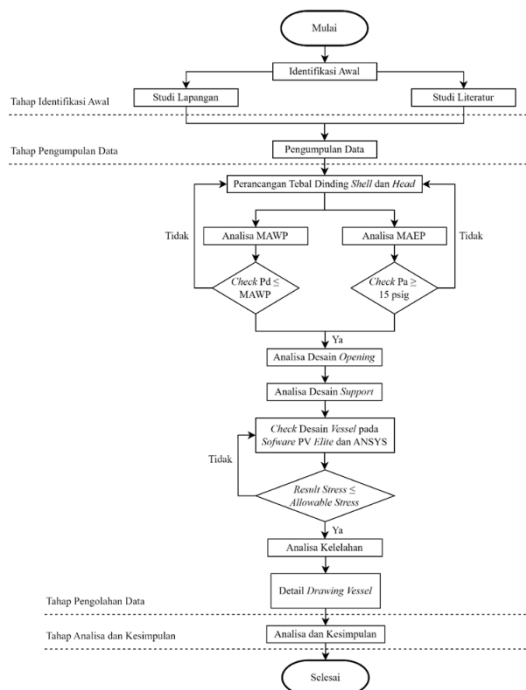 Mulai
Identifikasi Awal
Studi Lapangan
Studi Literatur
Tahap Identifikasi Awal
Pengumpulan Data
Tahap Pengumpulan Data
Perancangan Tebal Dinding Shell dan Head
Tidak
Analisa MAWP
Analisa MAEP
Tidak
Check Pd ≤
MAWP
Check Pa ≥
15 psig
Ya
Analisa Desain Opening
Analisa Desain Support
Check Desain Vessel pada
Sofware PV Elite dan ANSYS
Tidak
Result Stress ≤
Allowable Stress
Ya
Analisa Kelelahan
Detail Drawing Vessel
Tahap Pengolahan Data
Analisa dan Kesimpulan
Tahap Analisa dan Kesimpulan
Selesai